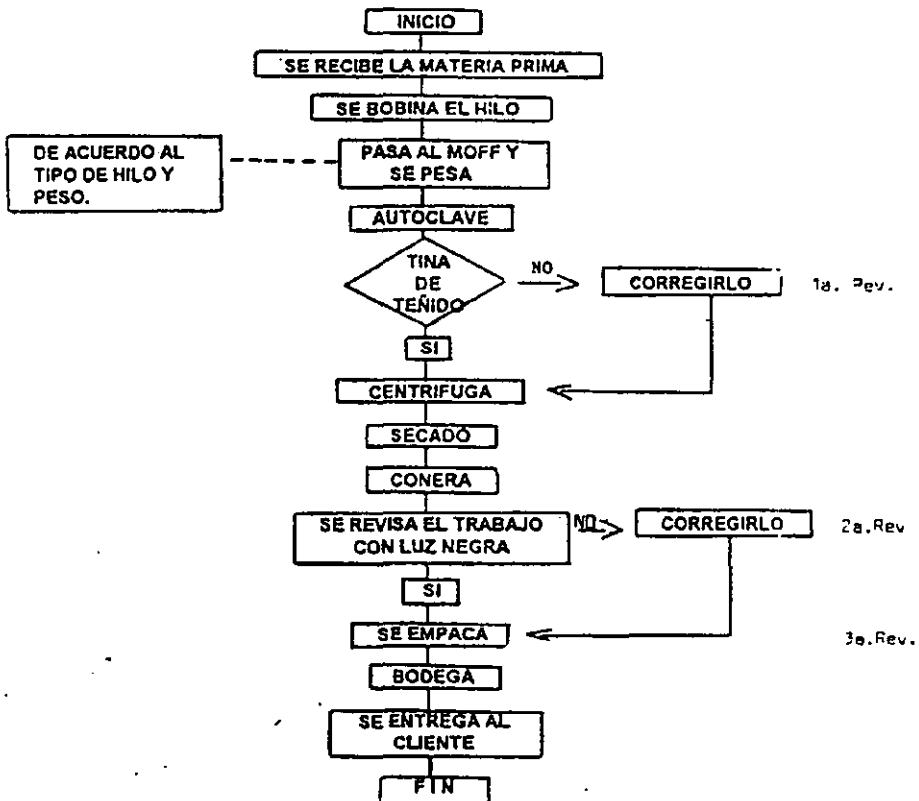 INICIO
SE RECIBE LA MATERIA PRIMA
SE BOBINA EL HILO
DE ACUERDO AL
TIPO DE HILO Y
PESO.
PASA AL MOFF Y
SE PESA
AUTOCLAVE
TINA
DE
TEÑIDO
NO
CORREGIRLO
1a. Rev.
SI
CENTRIFUGA
SECADO
CONERA
SE REVISA EL TRABAJO
CON LUZ NEGRA
NO
CORREGIRLO
2a.Rev
SI
SE EMPACA
3a.Rev.
BODEGA
SE ENTREGA AL
CLIENTE
FIN